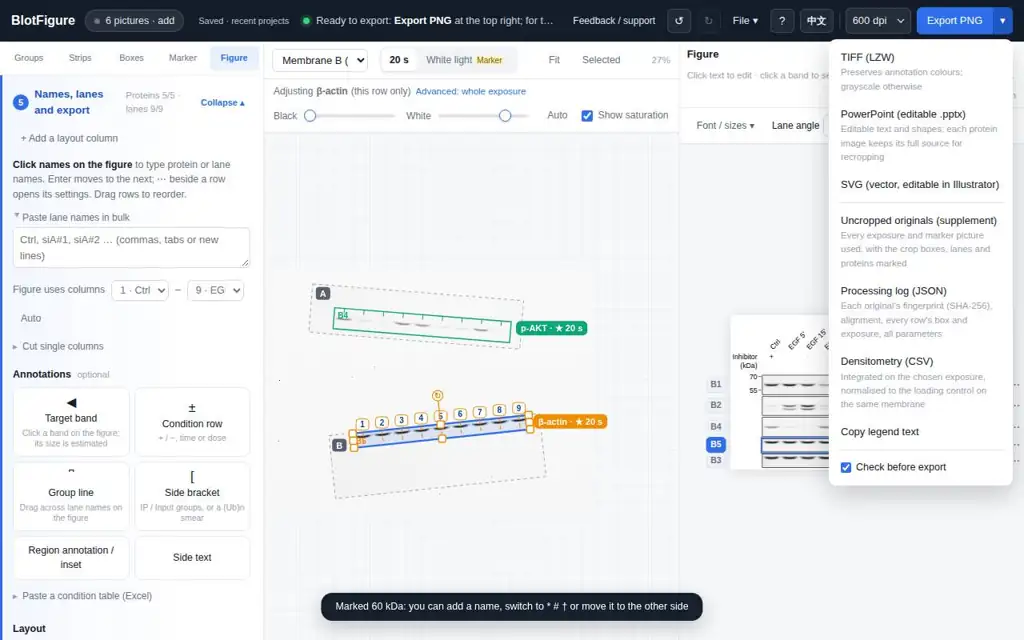 BlotFigure
6 pictures · add
Saved · recent projects
Ready to export: Export PNG at the top right; for t…
Feedback / support
File ▾
?
中文
600 dpi
Export PNG
Groups
Strips
Boxes
Marker
Figure
5
Names, lanes and export
Proteins 5/5 · lanes 9/9
Collapse ▴
+ Add a layout column
Click names on the figure to type protein or lane
names. Enter moves to the next; ⋯ beside a row
opens its settings. Drag rows to reorder.
Paste lane names in bulk
Ctrl, siA#1, siA#2 … (commas, tabs or new
lines)
Figure uses columns
1 · Ctrl
–
9 · EG
Auto
Cut single columns
Annotations optional
Target band
Click a band on the figure;
its size is estimated
±
Condition row
+ / −, time or dose
Group line
Drag across lane names on
the figure
[
Side bracket
IP / Input groups, or a (Ub)n
smear
Region annotation /
inset
Side text
Paste a condition table (Excel)
Layout
Membrane B (
20 s
White light Marker
Fit
Selected
27%
Adjusting β-actin (this row only) Advanced: whole exposure
Black
White
Auto
Show saturation
A
B4
p-AKT · ★ 20 s
1 2 3 4 5 6 7 8 9
B
β-actin · ★ 20 s
Marked 60 kDa: you can add a name, switch to * # † or move it to the other side
Figure
Click text to edit · click a band to se
Font / sizes ▾
Lane angle
Ctrl
EGF 5'
EGF 15'
Inhibitor
+
(kDa)
70
55
B1
B2
B4
B5
B3
TIFF (LZW)
Preserves annotation colours;
grayscale otherwise
PowerPoint (editable .pptx)
Editable text and shapes; each protein
image keeps its full source for
recropping
SVG (vector, editable in Illustrator)
Uncropped originals (supplement)
Every exposure and marker picture
used, with the crop boxes, lanes and
proteins marked
Processing log (JSON)
Each original's fingerprint (SHA-256),
alignment, every row's box and
exposure, all parameters
Densitometry (CSV)
Integrated on the chosen exposure,
normalised to the loading control on
the same membrane
Copy legend text
Check before export